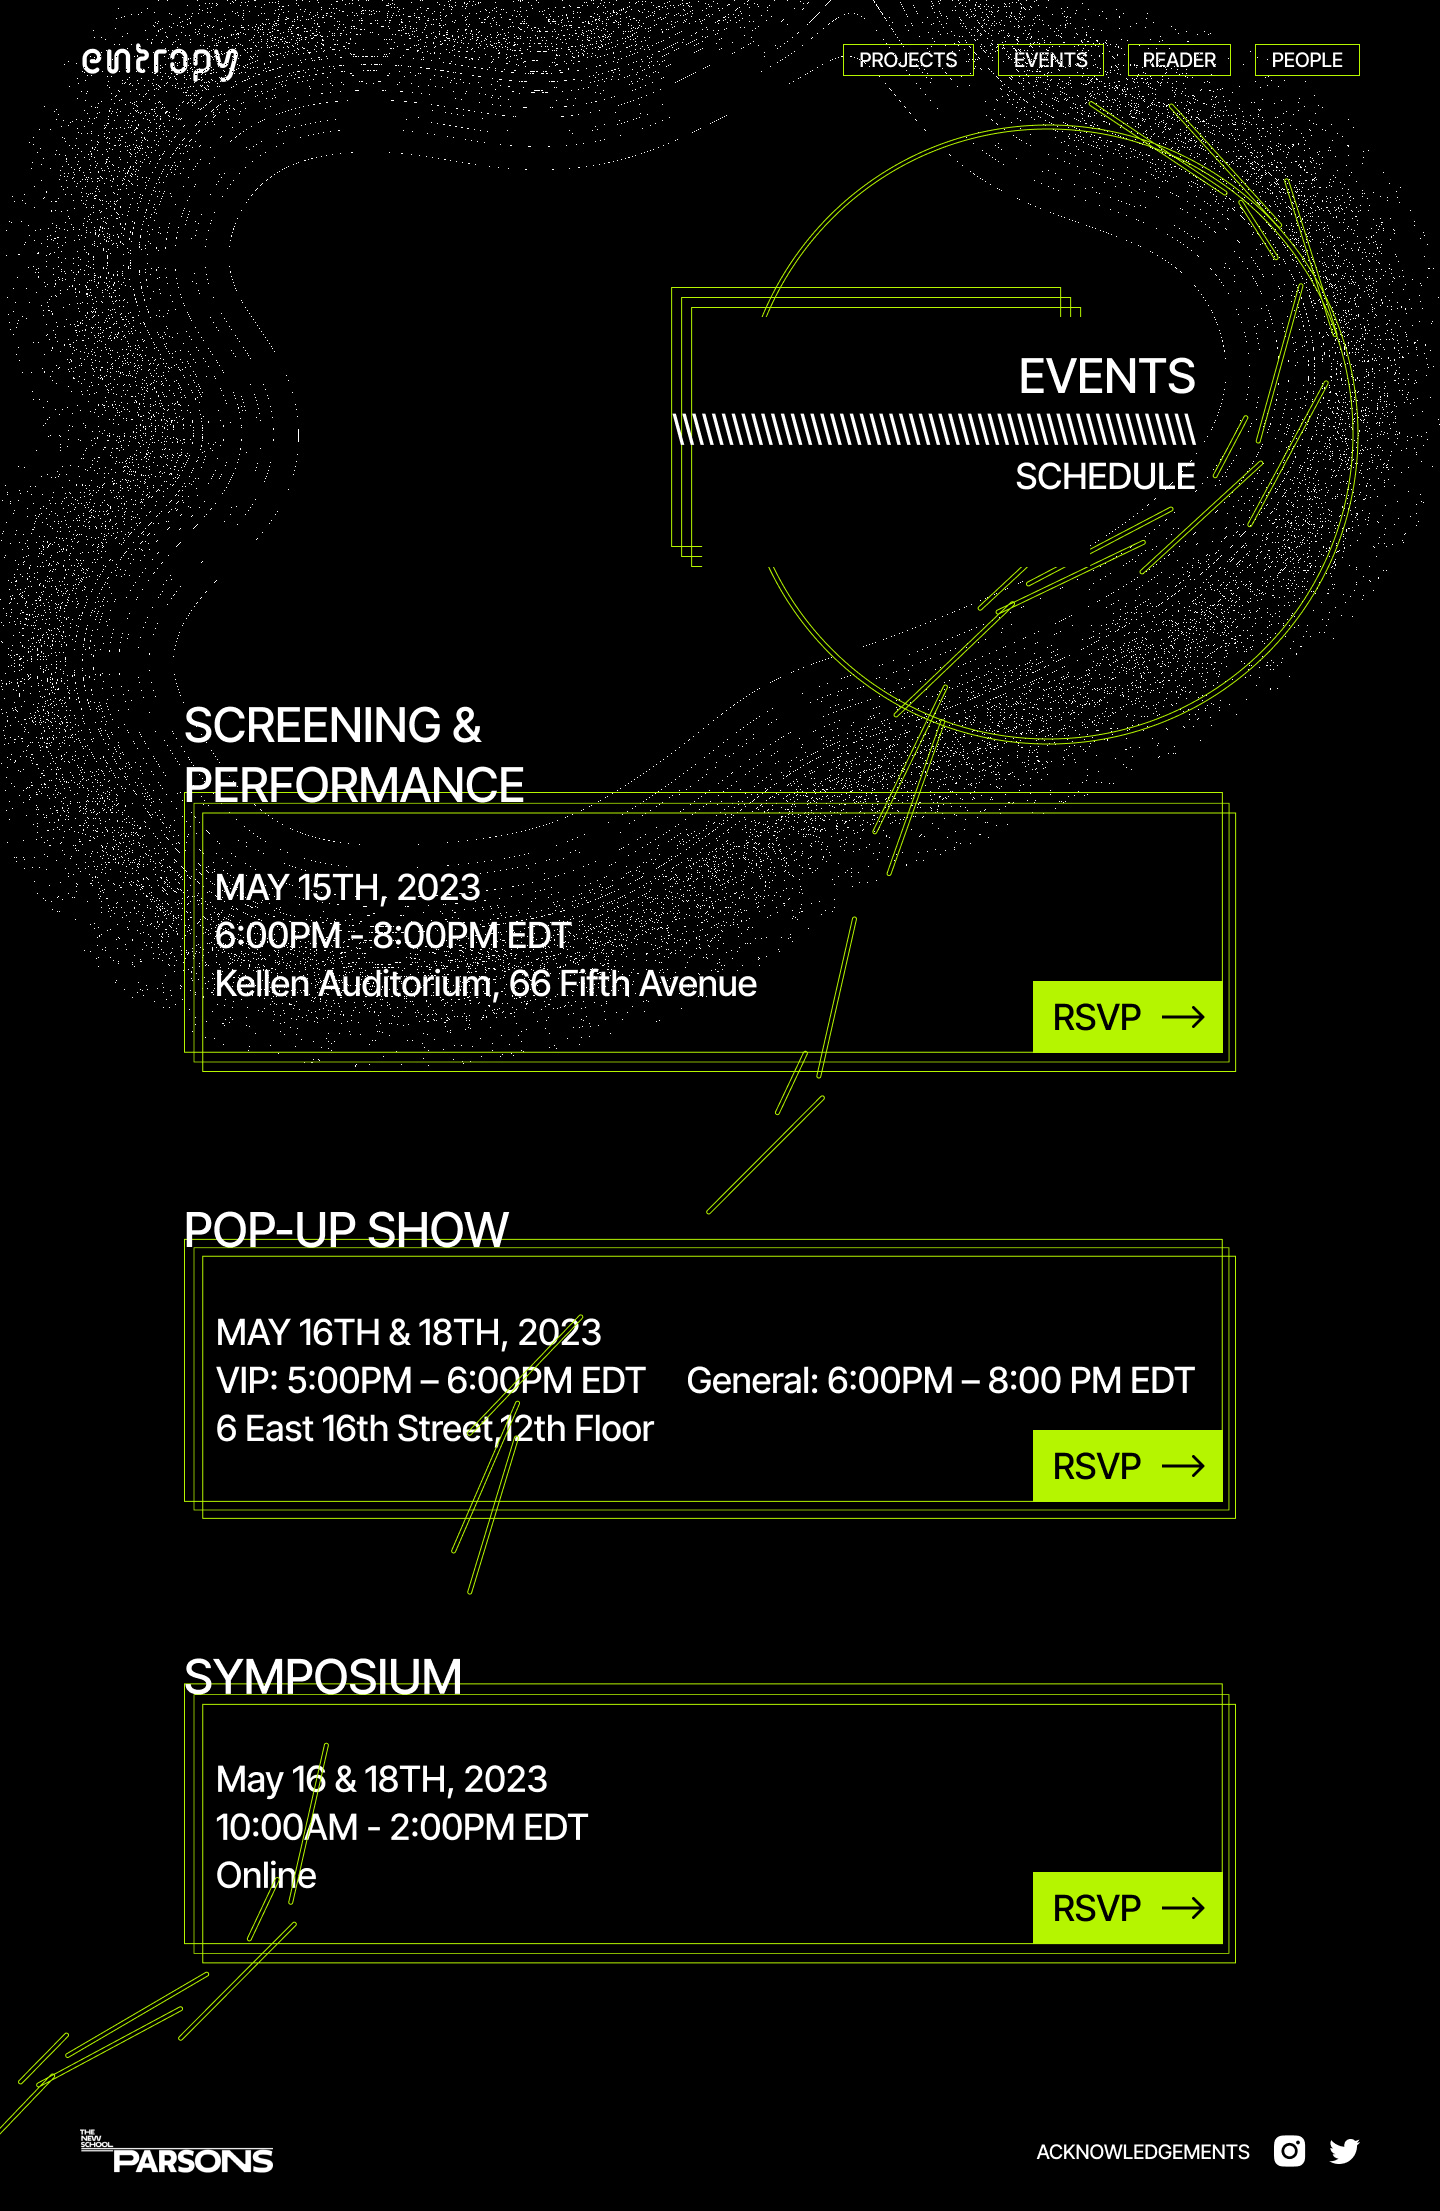 entropy
PROJECTS
EVENTS
READER
PEOPLE
EVENTS
SCHEDULE
SCREENING &
PERFORMANCE
MAY 15TH, 2023
6:00PM - 8:00PM EDT
Kellen Auditorium, 66 Fifth Avenue
RSVP
POP-UP SHOW
MAY 16TH & 18TH, 2023
VIP: 5:00PM – 6:00PM EDT General: 6:00PM – 8:00 PM EDT
6 East 16th Street,12th Floor
RSVP
SYMPOSIUM
May 16 & 18TH, 2023
10:00AM - 2:00PM EDT
Online
RSVP
THE
NEW
SCHOOL
PARSONS
ACKNOWLEDGEMENTS